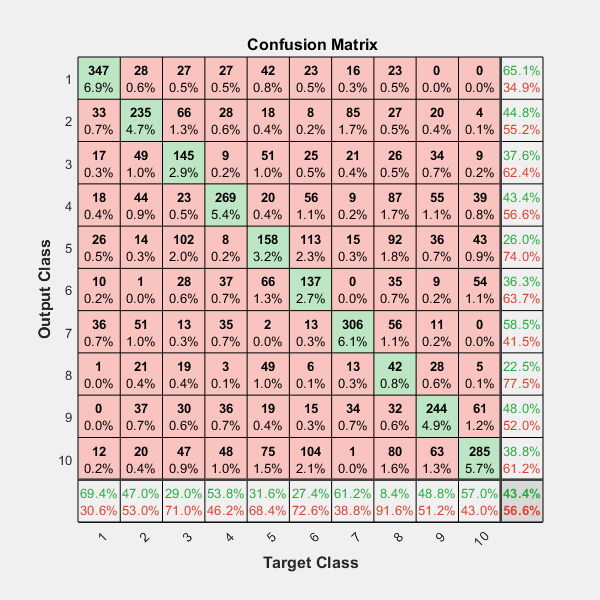 Confusion Matrix
1 347 28 27 27 42 23 16 23 0 0 65.1%
6.9% 0.6% 0.5% 0.5% 0.8% 0.5% 0.3% 0.5% 0.0% 0.0% 34.9%
2 33 235 66 28 18 8 85 27 20 4 44.8%
0.7% 4.7% 1.3% 0.6% 0.4% 0.2% 1.7% 0.5% 0.4% 0.1% 55.2%
3 17 49 145 9 51 25 21 26 34 9 37.6%
0.3% 1.0% 2.9% 0.2% 1.0% 0.5% 0.4% 0.5% 0.7% 0.2% 62.4%
4 18 44 23 269 20 56 9 87 55 39 43.4%
0.4% 0.9% 0.5% 5.4% 0.4% 1.1% 0.2% 1.7% 1.1% 0.8% 56.6%
5 26 14 102 8 158 113 15 92 36 43 26.0%
0.5% 0.3% 2.0% 0.2% 3.2% 2.3% 0.3% 1.8% 0.7% 0.9% 74.0%
6 10 1 28 37 66 137 0 35 9 54 36.3%
0.2% 0.0% 0.6% 0.7% 1.3% 2.7% 0.0% 0.7% 0.2% 1.1% 63.7%
7 36 51 13 35 2 13 306 56 11 0 58.5%
0.7% 1.0% 0.3% 0.7% 0.0% 0.3% 6.1% 1.1% 0.2% 0.0% 41.5%
8 1 21 19 3 49 6 13 42 28 5 22.5%
0.0% 0.4% 0.4% 0.1% 1.0% 0.1% 0.3% 0.8% 0.6% 0.1% 77.5%
9 0 37 30 36 19 15 34 32 244 61 48.0%
0.0% 0.7% 0.6% 0.7% 0.4% 0.3% 0.7% 0.6% 4.9% 1.2% 52.0%
10 12 20 47 48 75 104 1 80 63 285 38.8%
0.2% 0.4% 0.9% 1.0% 1.5% 2.1% 0.0% 1.6% 1.3% 5.7% 61.2%
69.4% 47.0% 29.0% 53.8% 31.6% 27.4% 61.2% 8.4% 48.8% 57.0% 43.4%
30.6% 53.0% 71.0% 46.2% 68.4% 72.6% 38.8% 91.6% 51.2% 43.0% 56.6%
1 2 3 4 5 6 7 8 9 10
Target Class
Output Class